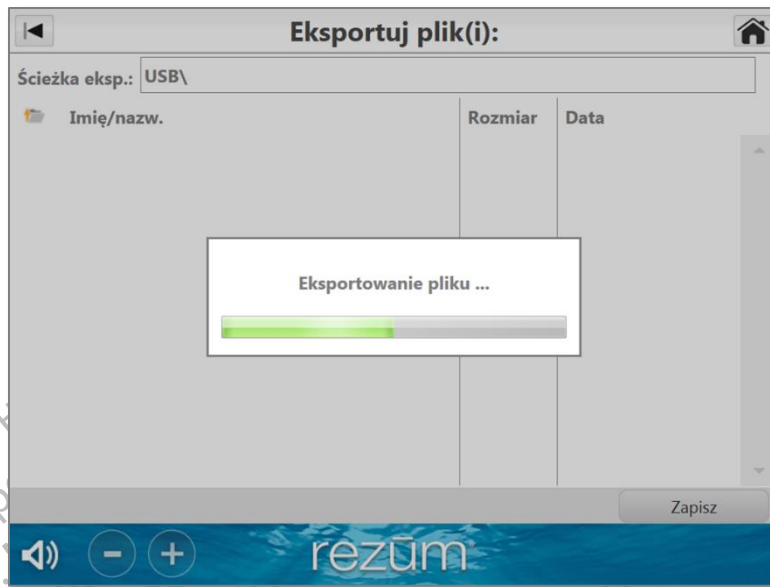 Eksportuj plik(i):
Ścieżka eksp.: USB\
Imię/nazw. Rozmiar Data
Eksportowanie pliku ...
Zapisz
rezūm